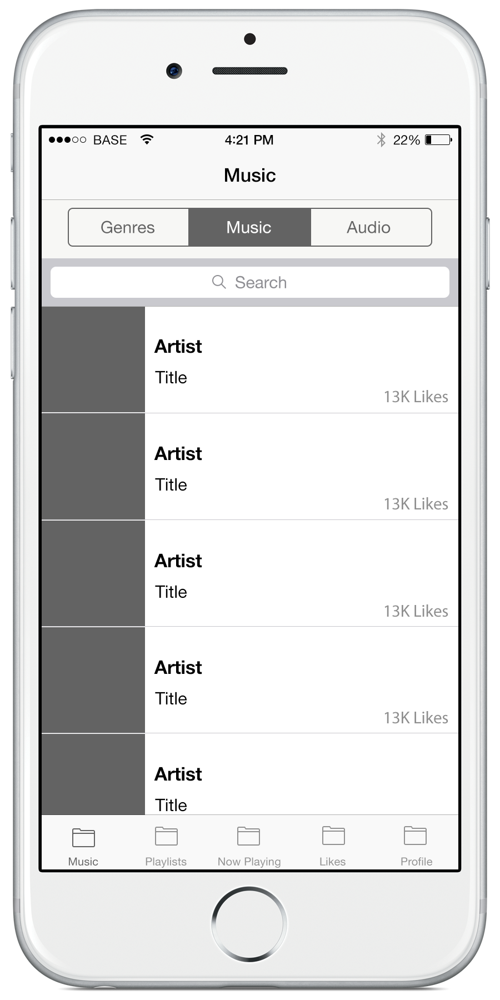 BASE 4:21 PM 22%
Music
Genres Music Audio
Search
Artist
Title
13K Likes
Artist
Title
13K Likes
Artist
Title
13K Likes
Artist
Title
13K Likes
Artist
Title
Music Playlists Now Playing Likes Profile